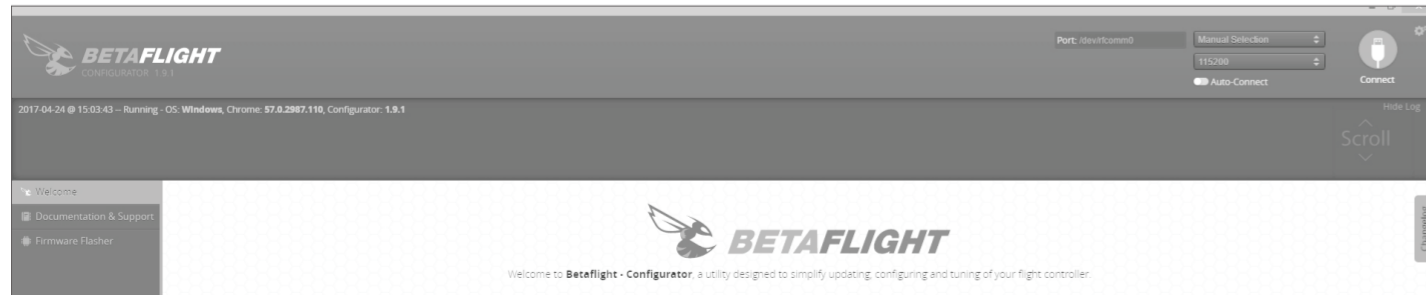 BETAFLIGHT
CONFIGURATOR 1.9.1
Port: /dev/rfcomm0
Manual Selection
115200
Auto-Connect
Connect
2017-04-24 @ 15:03:43 -- Running - OS: Windows, Chrome: 57.0.2987.110, Configurator: 1.9.1
Hide Log
Scroll
Welcome
Documentation & Support
Firmware Flasher
BETAFLIGHT
Welcome to Betaflight - Configurator, a utility designed to simplify updating, configuring and tuning of your flight controller.